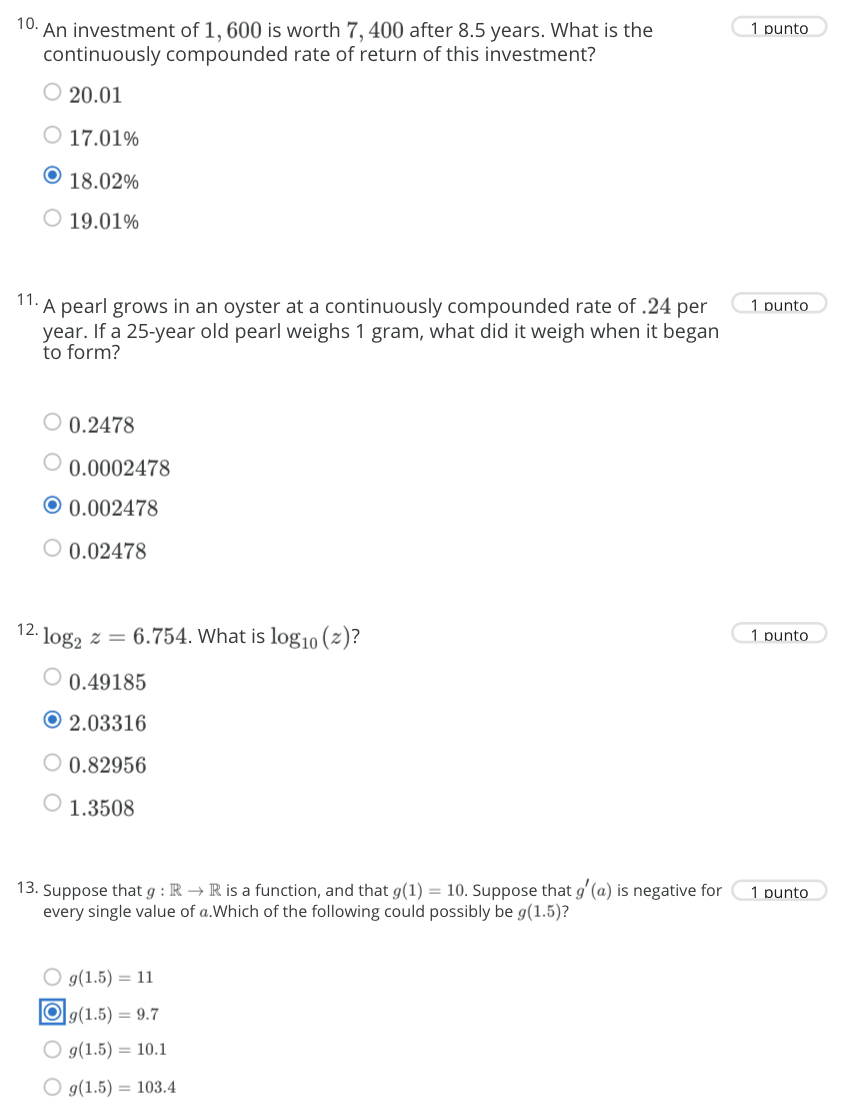 10. An investment of 1,600 is worth 7,400 after 8.5 years. What is the
1 punto
continuously compounded rate of return of this investment?
20.01
17.01%
18.02%
19.01%
11. A pearl grows in an oyster at a continuously compounded rate of .24 per
1 punto
year. If a 25-year old pearl weighs 1 gram, what did it weigh when it began
to form?
0.2478
0.0002478
0.002478
0.02478
12. log₂ z = 6.754. What is log₁₀(z)?
1 punto
0.49185
2.03316
0.82956
1.3508
13. Suppose that g : ℝ → ℝ is a function, and that g(1) = 10. Suppose that g′(a) is negative for
1 punto
every single value of a.Which of the following could possibly be g(1.5)?
g(1.5) = 11
g(1.5) = 9.7
g(1.5) = 10.1
g(1.5) = 103.4